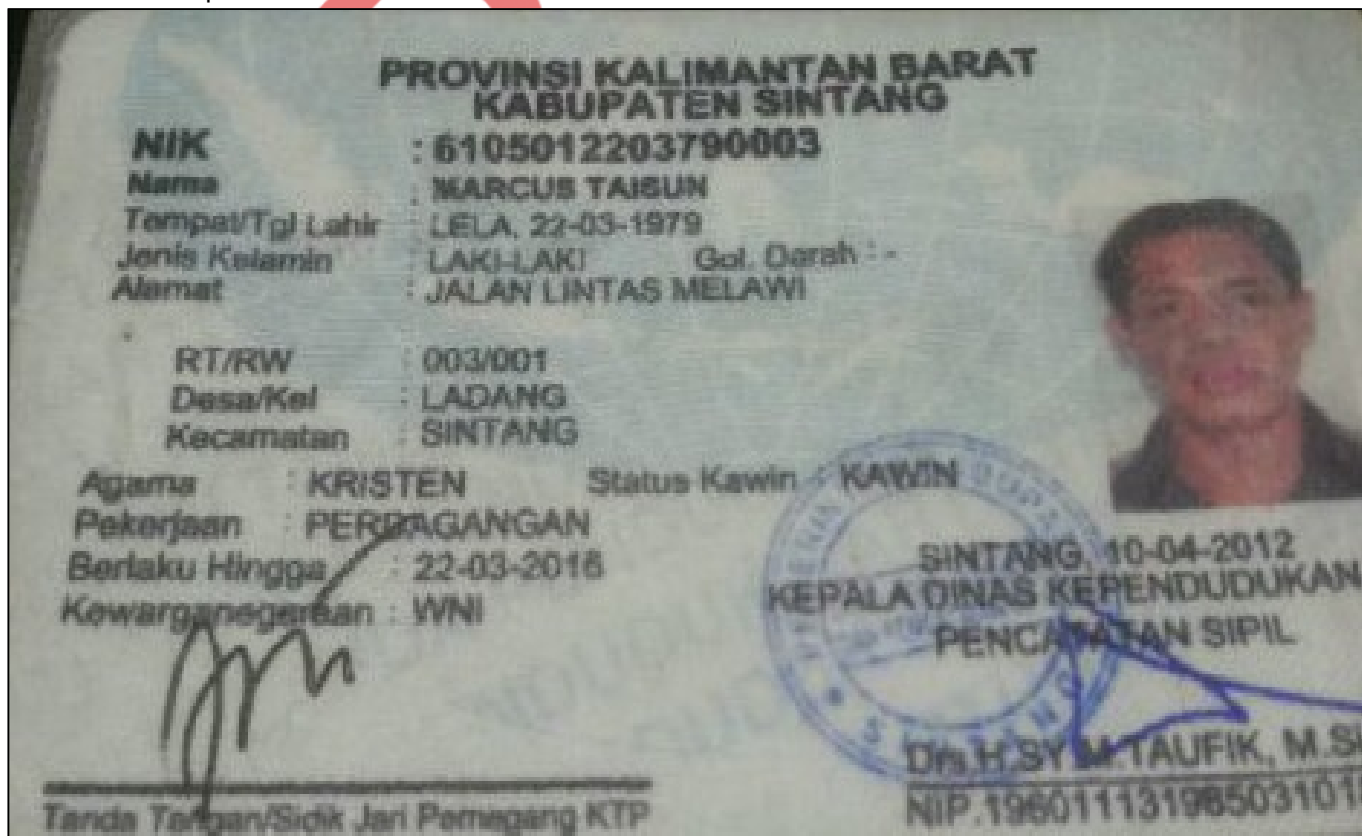 PROVINSI KALIMANTAN BARAT
KABUPATEN SINTANG
NIK : 6105012203790003
Nama : MARCUS TAISUN
Tempat/Tgl Lahir : LELA, 22-03-1979
Jenis Kelamin : LAKI-LAKI Gol. Darah : -
Alamat : JALAN LINTAS MELAWI
RT/RW : 003/001
Desa/Kel : LADANG
Kecamatan : SINTANG
Agama : KRISTEN Status Kawin : KAWIN
Pekerjaan : PERDAGANGAN
Berlaku Hingga : 22-03-2016
Kewarganegaraan : WNI
SINTANG, 10-04-2012
KEPALA DINAS KEPENDUDUKAN
PENCATATAN SIPIL
Drs.H.SY.M.TAUFIK, M.Si
Tanda Tangan/Sidik Jari Pemegang KTP